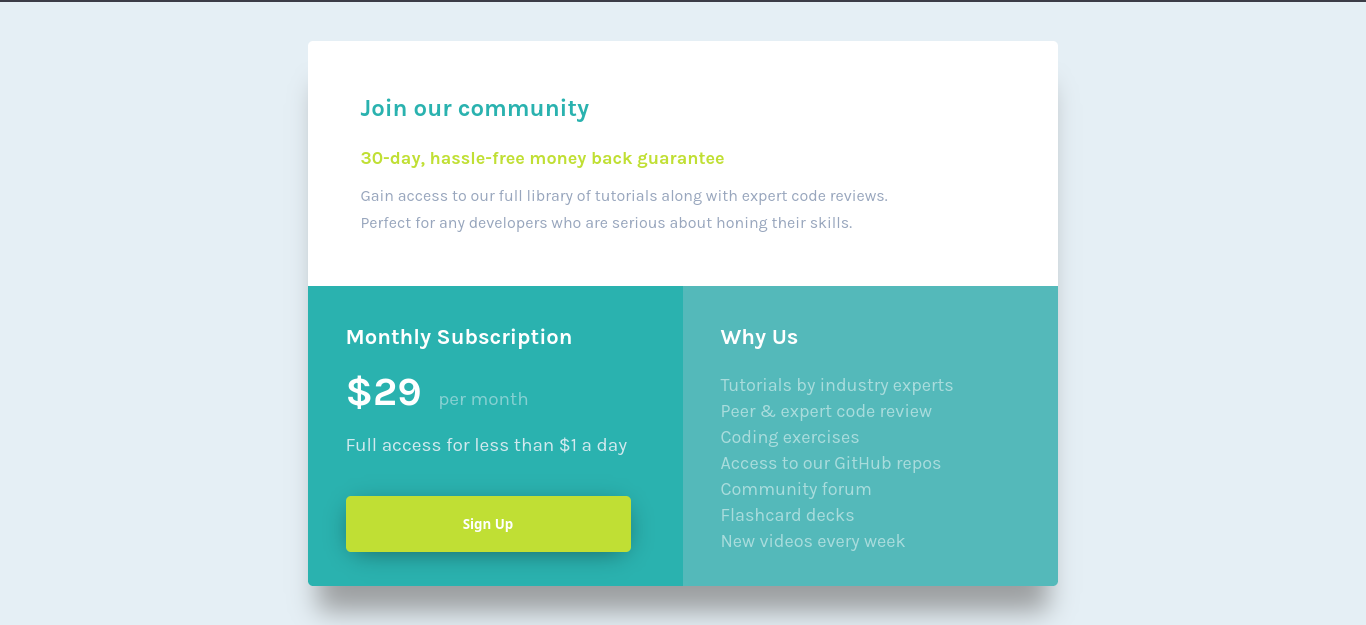 Join our community
30-day, hassle-free money back guarantee
Gain access to our full library of tutorials along with expert code reviews.
Perfect for any developers who are serious about honing their skills.
Monthly Subscription
$29 per month
Full access for less than $1 a day
Sign Up
Why Us
Tutorials by industry experts
Peer & expert code review
Coding exercises
Access to our GitHub repos
Community forum
Flashcard decks
New videos every week